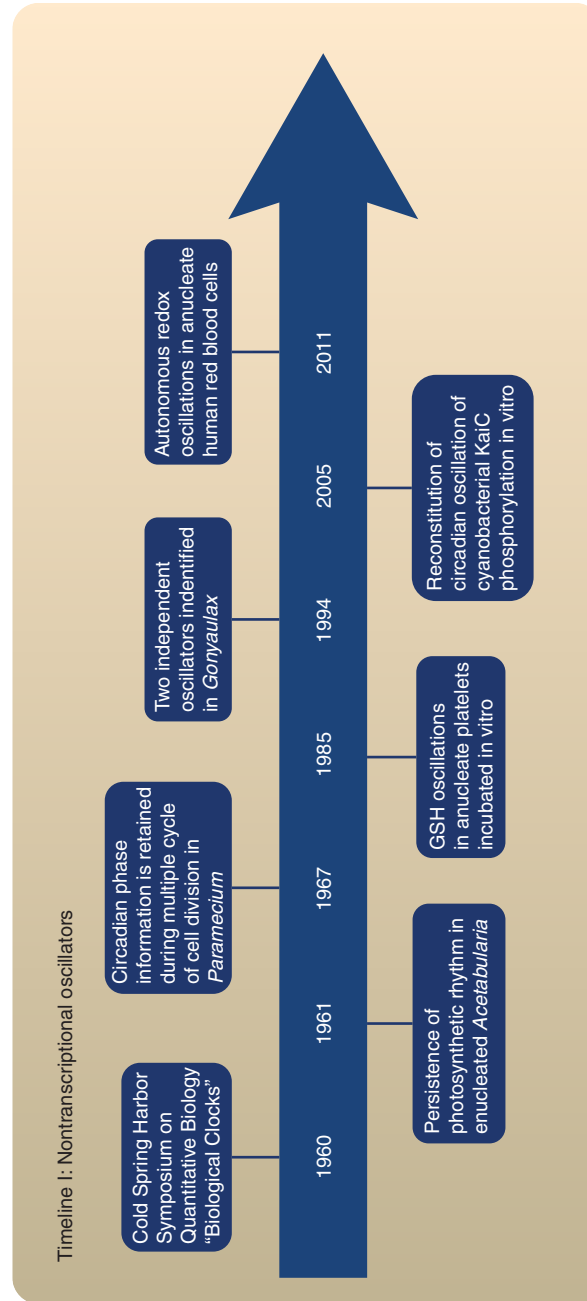 Timeline I: Nontranscriptional oscillators
Cold Spring Harbor
Symposium on
Quantitative Biology
“Biological Clocks”
Circadian phase
information is retained
during multiple cycle
of cell division in
Paramecium
Two independent
oscillators indentified
in Gonyaulax
Autonomous redox
oscillations in anucleate
human red blood cells
1960
1961
1967
1985
1994
2005
2011
Persistence of
photosynthetic rhythm in
enucleated Acetabularia
GSH oscillations
in anucleate platelets
incubated in vitro
Reconstitution of
circadian oscillation of
cyanobacterial KaiC
phosphorylation in vitro